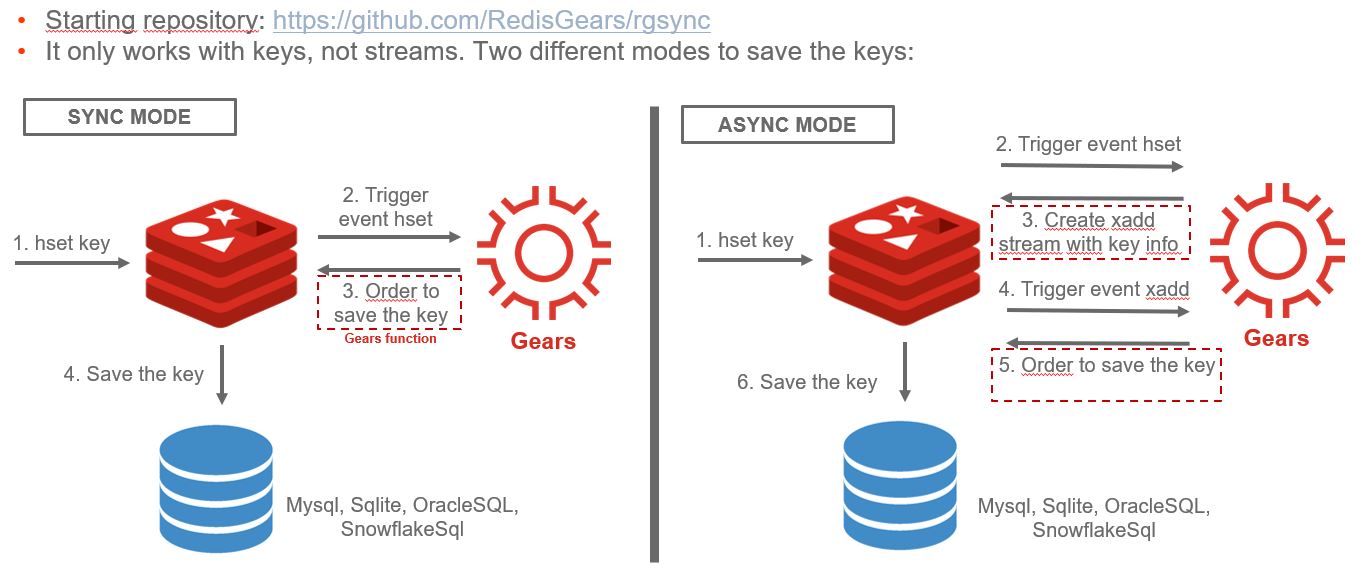 • Starting repository: https://github.com/RedisGears/rgsync
• It only works with keys, not streams. Two different modes to save the keys:
SYNC MODE
1. hset key
2. Trigger
event hset
3. Order to
save the key
Gears function
Gears
4. Save the key
Mysql, Sqlite, OracleSQL,
SnowflakeSql
ASYNC MODE
1. hset key
2. Trigger event hset
3. Create xadd
stream with key info
4. Trigger event xadd
5. Order to save the key
Gears
6. Save the key
Mysql, Sqlite, OracleSQL,
SnowflakeSql